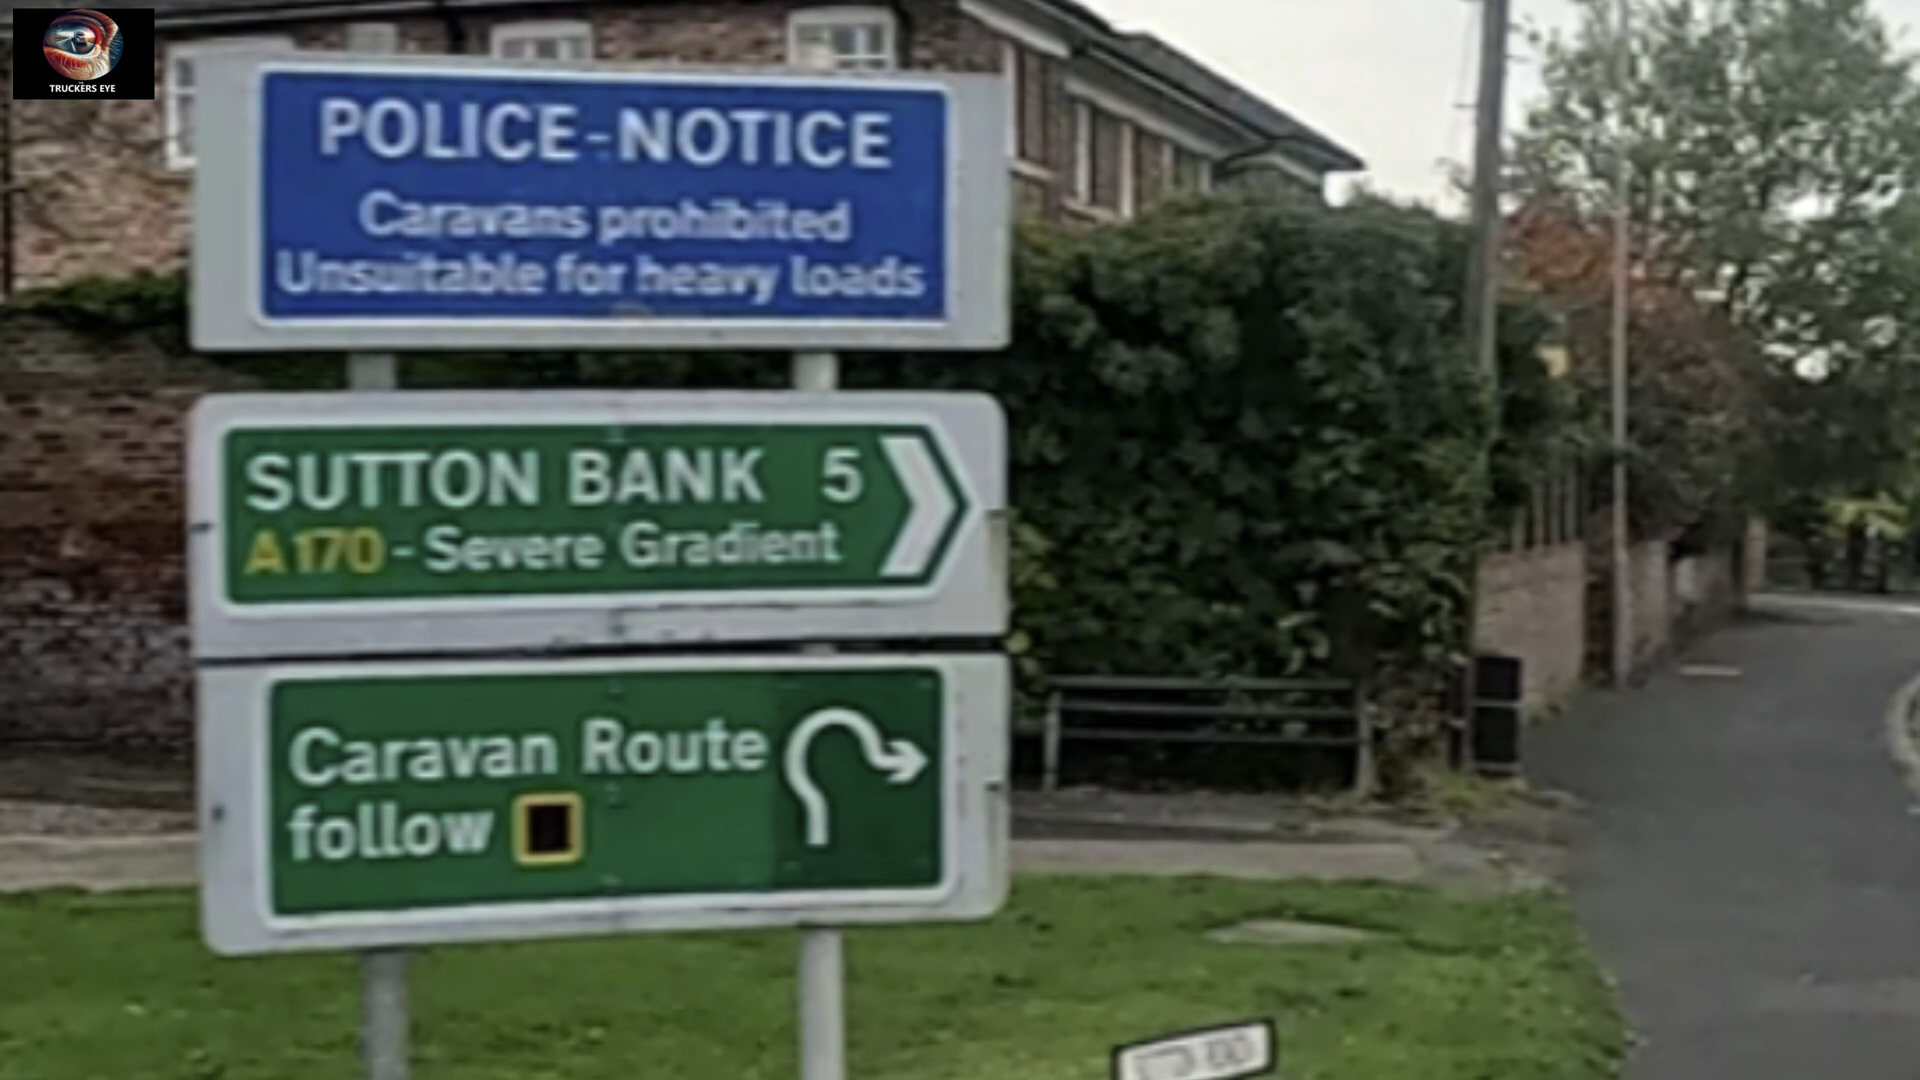 TRUCKERS EYE
POLICE-NOTICE
Caravans prohibited
Unsuitable for heavy loads
SUTTON BANK 5
A170 - Severe Gradient
Caravan Route
follow